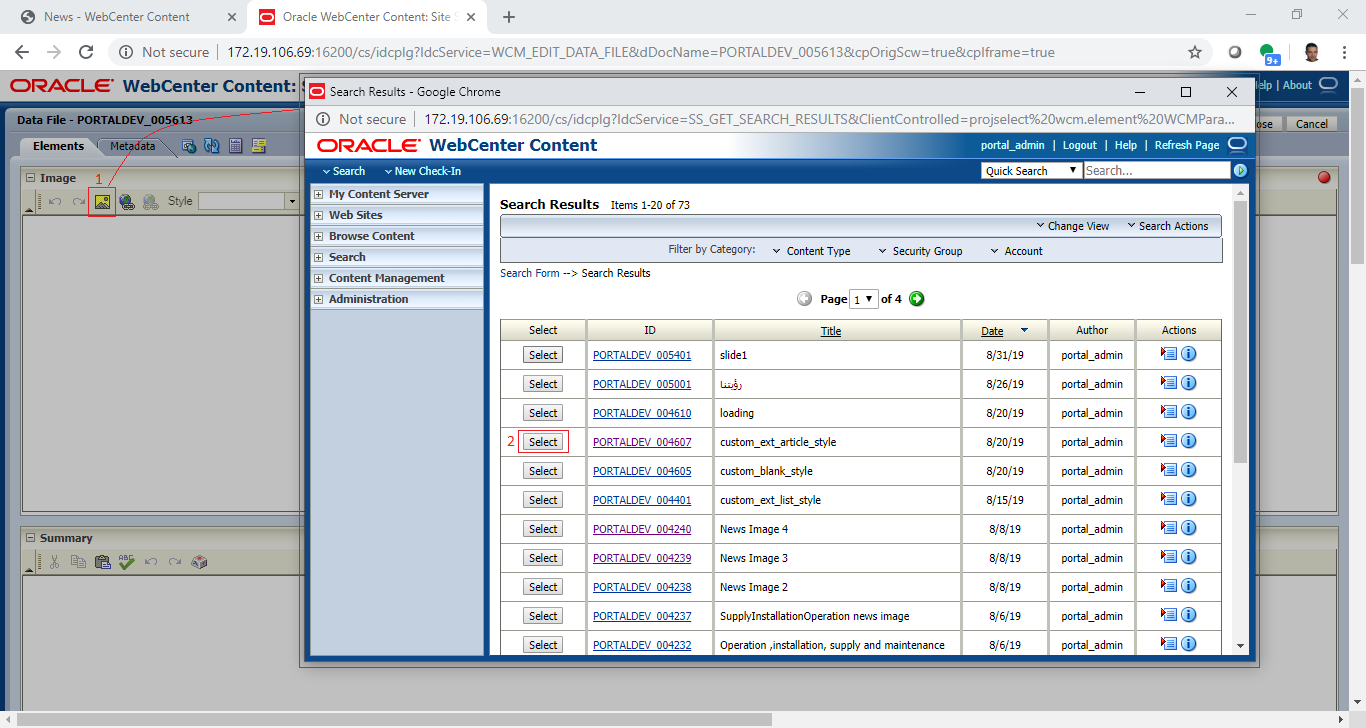 News - WebCenter Content
Oracle WebCenter Content: Site S
Not secure
172.19.106.69:16200/cs/idcplg?IdcService=WCM_EDIT_DATA_FILE&dDocName=PORTALDEV_005613&cpOrigScw=true&cpIframe=true
9+
ORACLE WebCenter Content: S
elp | About
Data File - PORTALDEV_005613
ose
Cancel
Elements
Metadata
Image
1
Style
Summary
ABC
Search Results - Google Chrome
Not secure
172.19.106.69:16200/cs/idcplg?IdcService=SS_GET_SEARCH_RESULTS&ClientControlled=projselect%20wcm.element%20WCMPara...
ORACLE WebCenter Content
portal_admin | Logout | Help | Refresh Page
Search
New Check-In
Quick Search
Search...
My Content Server
Web Sites
Browse Content
Search
Content Management
Administration
Search Results Items 1-20 of 73
Change View
Search Actions
Filter by Category:
Content Type
Security Group
Account
Search Form --> Search Results
Page 1 of 4
Select ID Title Date Author Actions
Select PORTALDEV_005401 slide1 8/31/19 portal_admin
Select PORTALDEV_005001 رؤيتنا 8/26/19 portal_admin
Select PORTALDEV_004610 loading 8/20/19 portal_admin
2 Select PORTALDEV_004607 custom_ext_article_style 8/20/19 portal_admin
Select PORTALDEV_004605 custom_blank_style 8/20/19 portal_admin
Select PORTALDEV_004401 custom_ext_list_style 8/15/19 portal_admin
Select PORTALDEV_004240 News Image 4 8/8/19 portal_admin
Select PORTALDEV_004239 News Image 3 8/8/19 portal_admin
Select PORTALDEV_004238 News Image 2 8/8/19 portal_admin
Select PORTALDEV_004237 SupplyInstallationOperation news image 8/6/19 portal_admin
Select PORTALDEV_004232 Operation ,installation, supply and maintenance 8/6/19 portal_admin